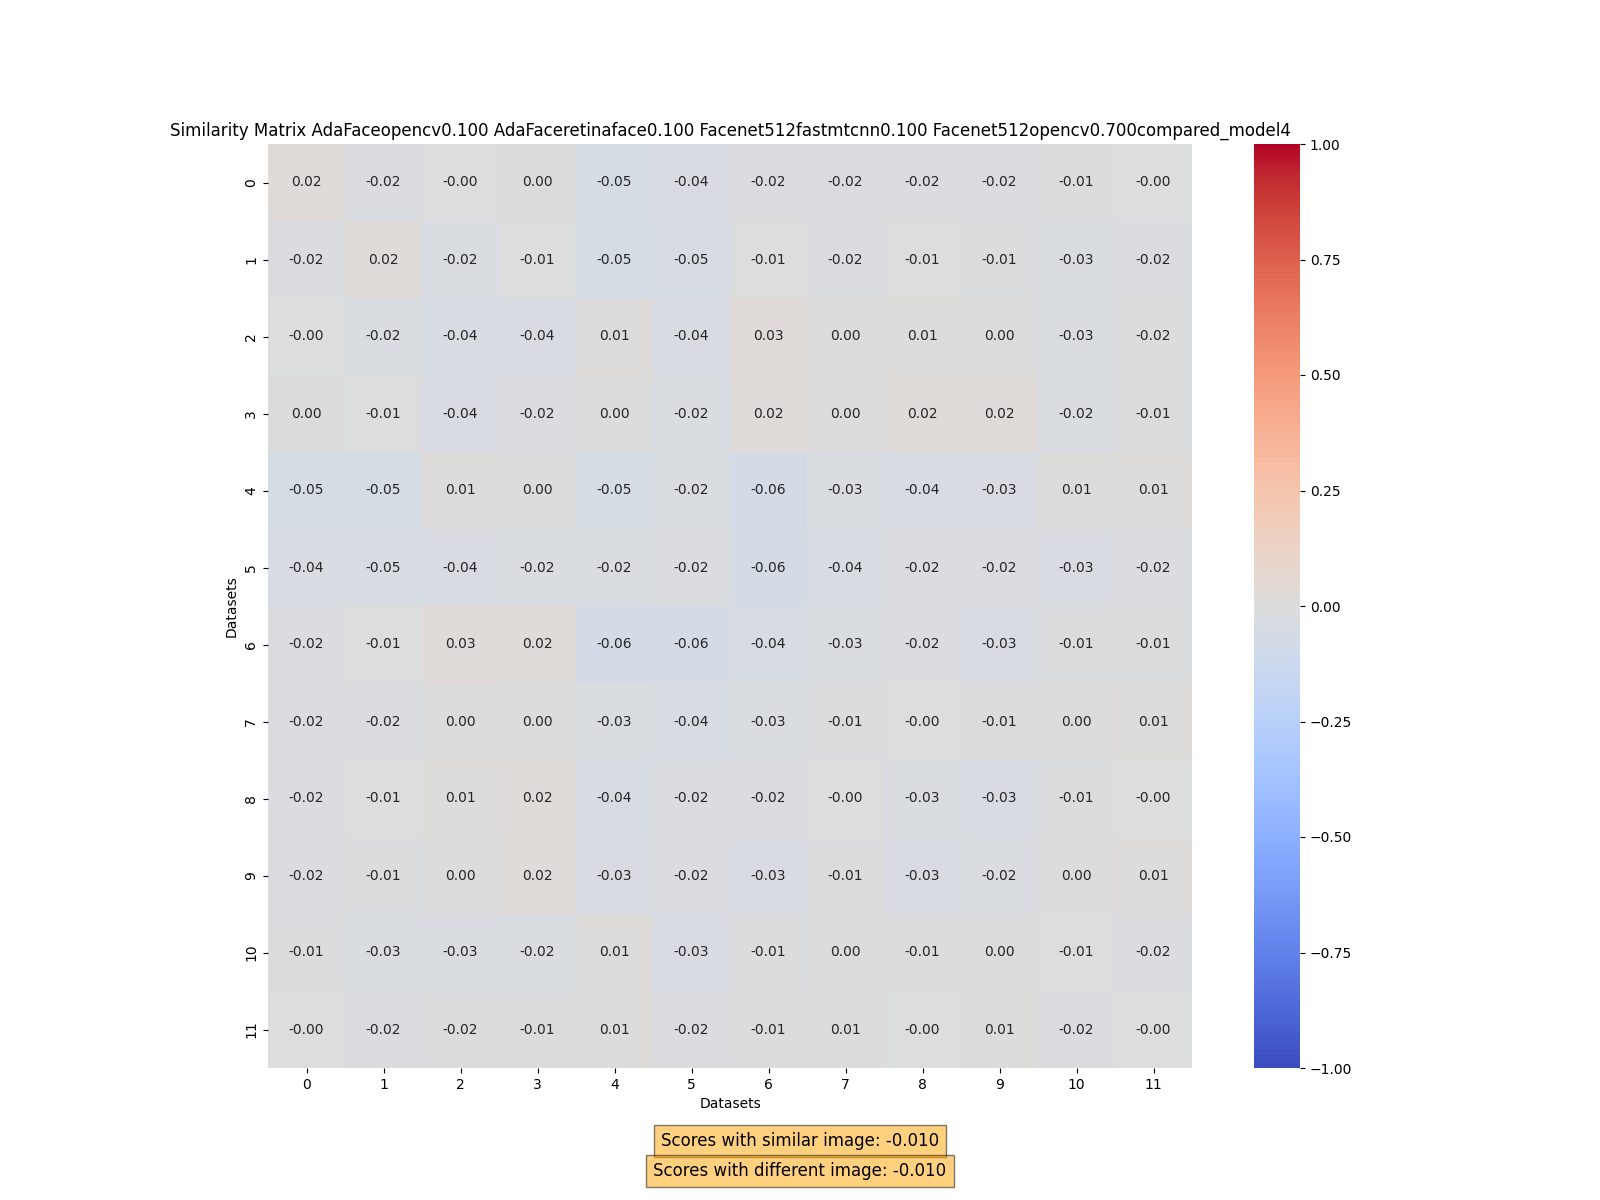 Similarity Matrix AdaFaceopencv0.100 AdaFaceretinaface0.100 Facenet512fastmtcnn0.100 Facenet512opencv0.700compared_model4
0 0.02 -0.02 -0.00 0.00 -0.05 -0.04 -0.02 -0.02 -0.02 -0.02 -0.01 -0.00
1 -0.02 0.02 -0.02 -0.01 -0.05 -0.05 -0.01 -0.02 -0.01 -0.01 -0.03 -0.02
2 -0.00 -0.02 -0.04 -0.04 0.01 -0.04 0.03 0.00 0.01 0.00 -0.03 -0.02
3 0.00 -0.01 -0.04 -0.02 0.00 -0.02 0.02 0.00 0.02 0.02 -0.02 -0.01
4 -0.05 -0.05 0.01 0.00 -0.05 -0.02 -0.06 -0.03 -0.04 -0.03 0.01 0.01
5 -0.04 -0.05 -0.04 -0.02 -0.02 -0.02 -0.06 -0.04 -0.02 -0.02 -0.03 -0.02
6 -0.02 -0.01 0.03 0.02 -0.06 -0.06 -0.04 -0.03 -0.02 -0.03 -0.01 -0.01
7 -0.02 -0.02 0.00 0.00 -0.03 -0.04 -0.03 -0.01 -0.00 -0.01 0.00 0.01
8 -0.02 -0.01 0.01 0.02 -0.04 -0.02 -0.02 -0.00 -0.03 -0.03 -0.01 -0.00
9 -0.02 -0.01 0.00 0.02 -0.03 -0.02 -0.03 -0.01 -0.03 -0.02 0.00 0.01
10 -0.01 -0.03 -0.03 -0.02 0.01 -0.03 -0.01 0.00 -0.01 0.00 -0.01 -0.02
11 -0.00 -0.02 -0.02 -0.01 0.01 -0.02 -0.01 0.01 -0.00 0.01 -0.02 -0.00
Datasets
0 1 2 3 4 5 6 7 8 9 10 11
Datasets
1.00
0.75
0.50
0.25
0.00
−0.25
−0.50
−0.75
−1.00
Scores with similar image: -0.010
Scores with different image: -0.010